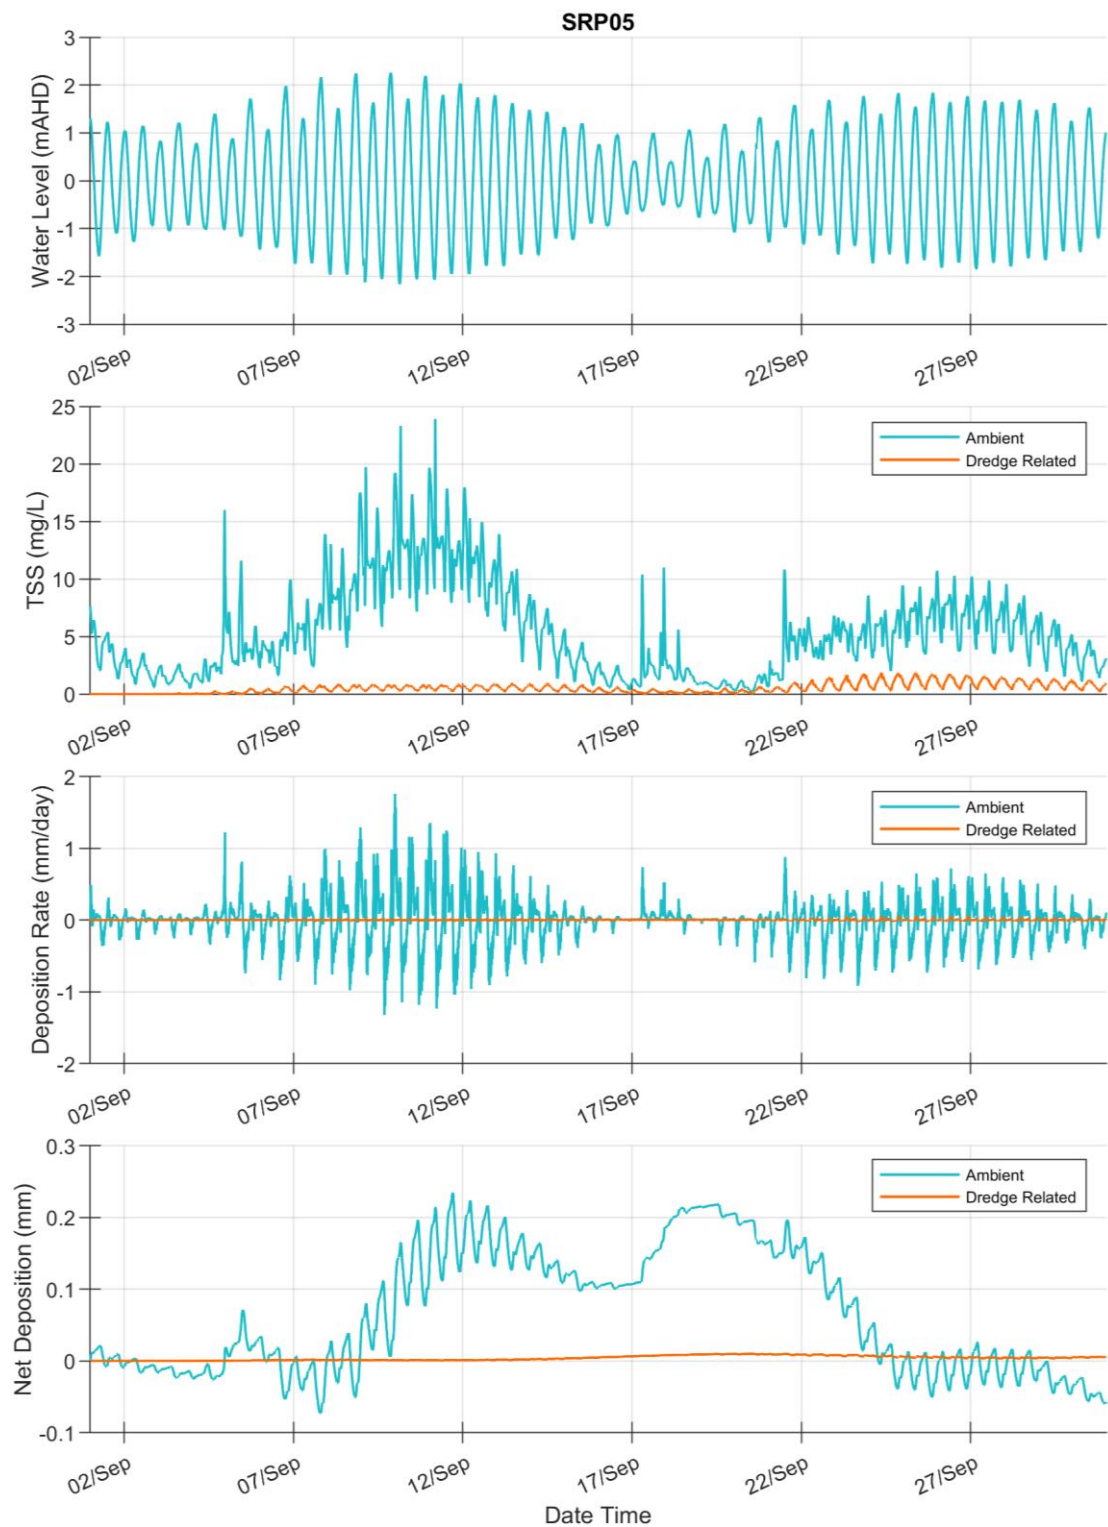 SRP05
3
2
1
0
-1
-2
-3
Water Level (mAHD)
02/Sep
07/Sep
12/Sep
17/Sep
22/Sep
27/Sep
25
20
15
10
5
0
TSS (mg/L)
Ambient
Dredge Related
02/Sep
07/Sep
12/Sep
17/Sep
22/Sep
27/Sep
2
1
0
-1
-2
Deposition Rate (mm/day)
Ambient
Dredge Related
02/Sep
07/Sep
12/Sep
17/Sep
22/Sep
27/Sep
0.3
0.2
0.1
0
-0.1
Net Deposition (mm)
Ambient
Dredge Related
02/Sep
07/Sep
12/Sep
17/Sep
22/Sep
27/Sep
Date Time